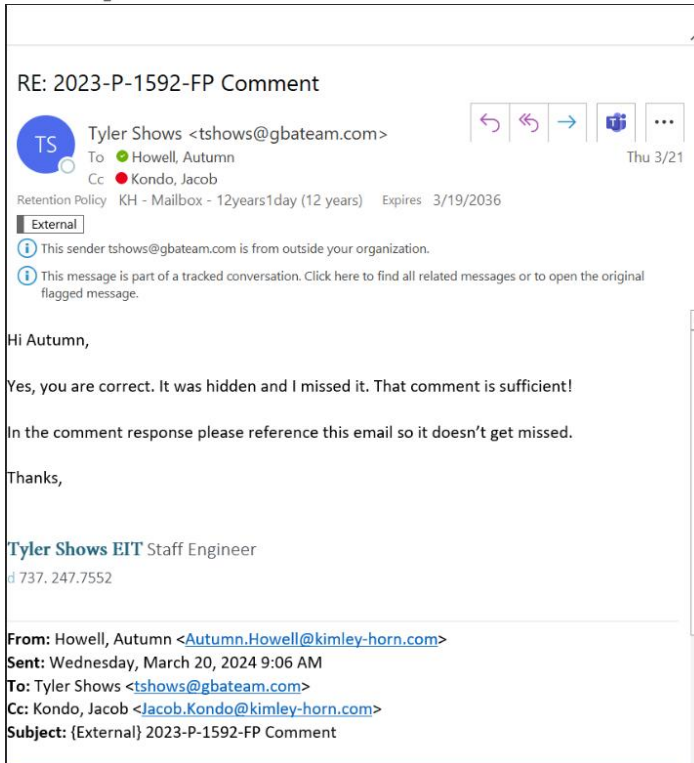 RE: 2023-P-1592-FP Comment
TS
Tyler Shows <tshows@gbateam.com>
To Howell, Autumn
Cc Kondo, Jacob
Thu 3/21
Retention Policy KH - Mailbox - 12years1day (12 years) Expires 3/19/2036
External
This sender tshows@gbateam.com is from outside your organization.
This message is part of a tracked conversation. Click here to find all related messages or to open the original
flagged message.
Hi Autumn,
Yes, you are correct. It was hidden and I missed it. That comment is sufficient!
In the comment response please reference this email so it doesn't get missed.
Thanks,
Tyler Shows EIT Staff Engineer
d 737. 247.7552
From: Howell, Autumn <Autumn.Howell@kimley-horn.com>
Sent: Wednesday, March 20, 2024 9:06 AM
To: Tyler Shows <tshows@gbateam.com>
Cc: Kondo, Jacob <Jacob.Kondo@kimley-horn.com>
Subject: {External} 2023-P-1592-FP Comment